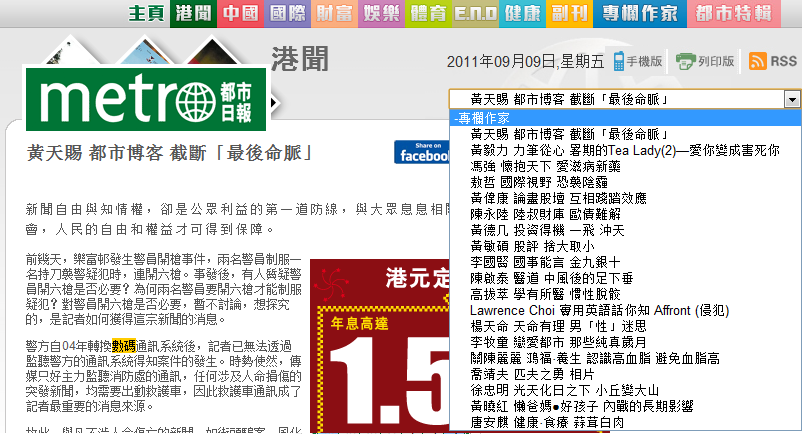 主頁 港聞 中國 國際 財富 娛樂 體育 E.N.D 健康 副刊 專欄作家 都市特輯
metro 都市日報
港聞
2011年09月09日,星期五 手機版 列印版 RSS
黃天賜 都市博客 截斷「最後命脈」
黃天賜 都市博客 截斷「最後命脈」
Share on facebook
新聞自由與知情權，卻是公眾利益的第一道防線，與大眾息息相
會，人民的自由和權益才可得到保障。
前幾天，樂富邨發生警員開槍事件，兩名警員制服一
名持刀襲警疑犯時，連開六槍。事發後，有人質疑警
員開六槍是否必要？為何兩名警員要開六槍才能制服
疑犯？對警員開六槍是否必要，暫不討論，想探究
的，是記者如何獲得這宗新聞的消息。
警方自04年轉換數碼通訊系統後，記者已無法透過
監聽警方的通訊系統得知案件的發生。時勢使然，傳
媒只好主力監聽消防處的通訊，任何涉及人命損傷的
突發新聞，均需要出動救護車，因此救護車通訊成了
記者最重要的消息來源。
港元定
年息高達
1.5
-專欄作家
黃天賜 都市博客 截斷「最後命脈」
黃毅力 力筆從心 署期的Tea Lady(2)—愛你變成害死你
馮強 懷抱天下 愛滋病新藥
敖哲 國際視野 恐襲陰霾
黃偉康 論盡股壇 互相踐踏效應
陳永陸 陸叔財庫 歐債難解
黃德几 投資得機 一飛 沖天
黃敏碩 股評 捨大取小
李國賢 國事能言 金九銀十
陳啟泰 醫道 中風後的足下垂
高拔萃 學有所醫 慣性脫骹
Lawrence Choi 實用英語話你知 Affront (侵犯)
楊天命 天命有理 男「性」迷思
李牧童 戀愛都市 那些純真歲月
關陳麗麗 鴻福·養生 認識高血脂 避免血脂高
喬靖夫 匹夫之勇 相片
徐忠明 光天化日之下 小丘變大山
黃曉紅 懶爸媽●好孩子 內戰的長期影響
唐安麒 健康·食療 蒜茸白肉